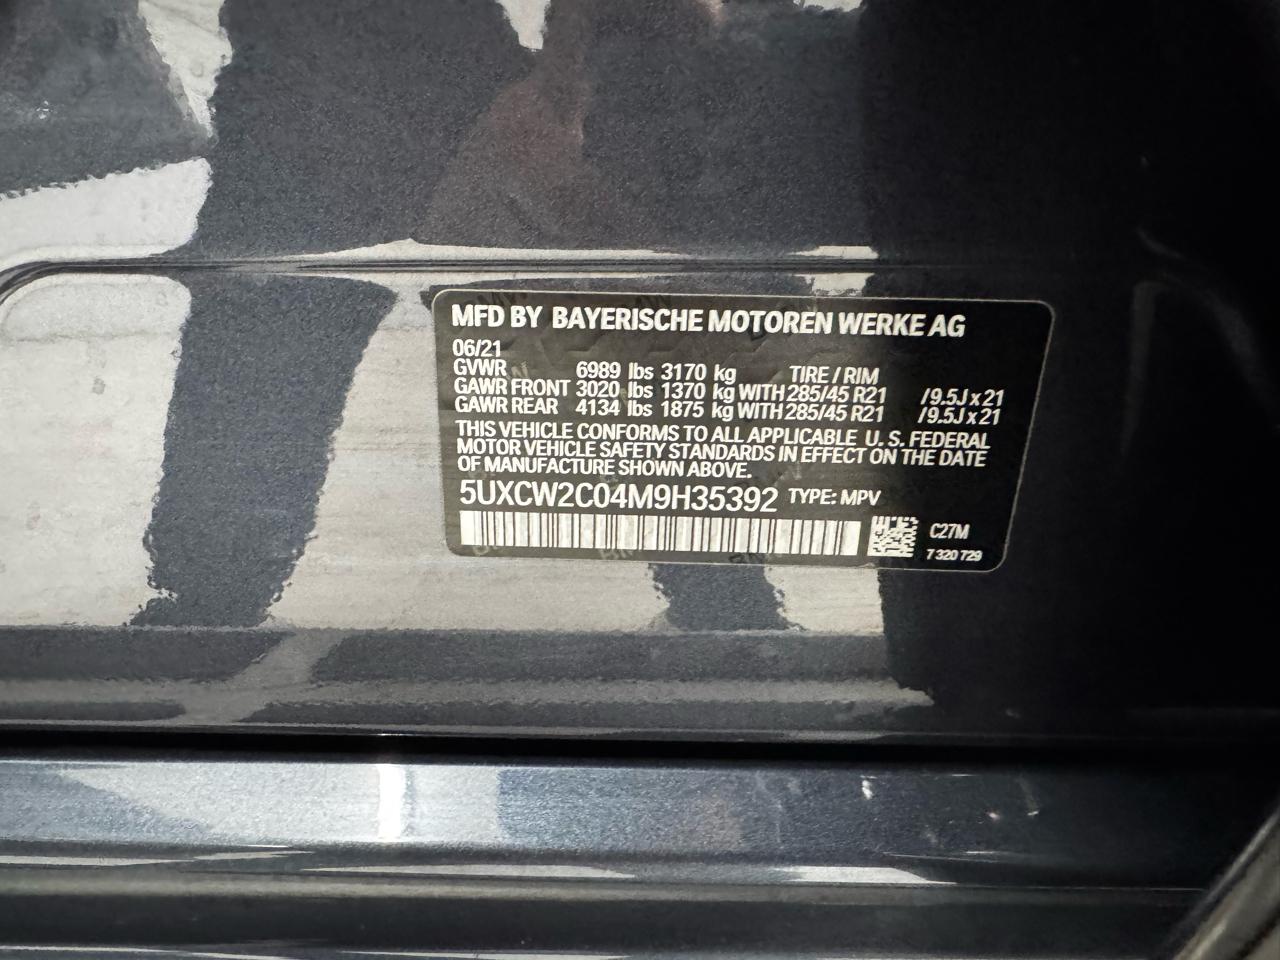 MFD BY BAYERISCHE MOTOREN WERKE AG
06/21
GVWR 6989 lbs 3170 kg TIRE / RIM
GAWR FRONT 3020 lbs 1370 kg WITH 285/45 R21 /9.5J x 21
GAWR REAR 4134 lbs 1875 kg WITH 285/45 R21 /9.5J x 21
THIS VEHICLE CONFORMS TO ALL APPLICABLE U.S. FEDERAL
MOTOR VEHICLE SAFETY STANDARDS IN EFFECT ON THE DATE
OF MANUFACTURE SHOWN ABOVE.
5UXCW2C04M9H35392 TYPE: MPV
C27M
7 320 729